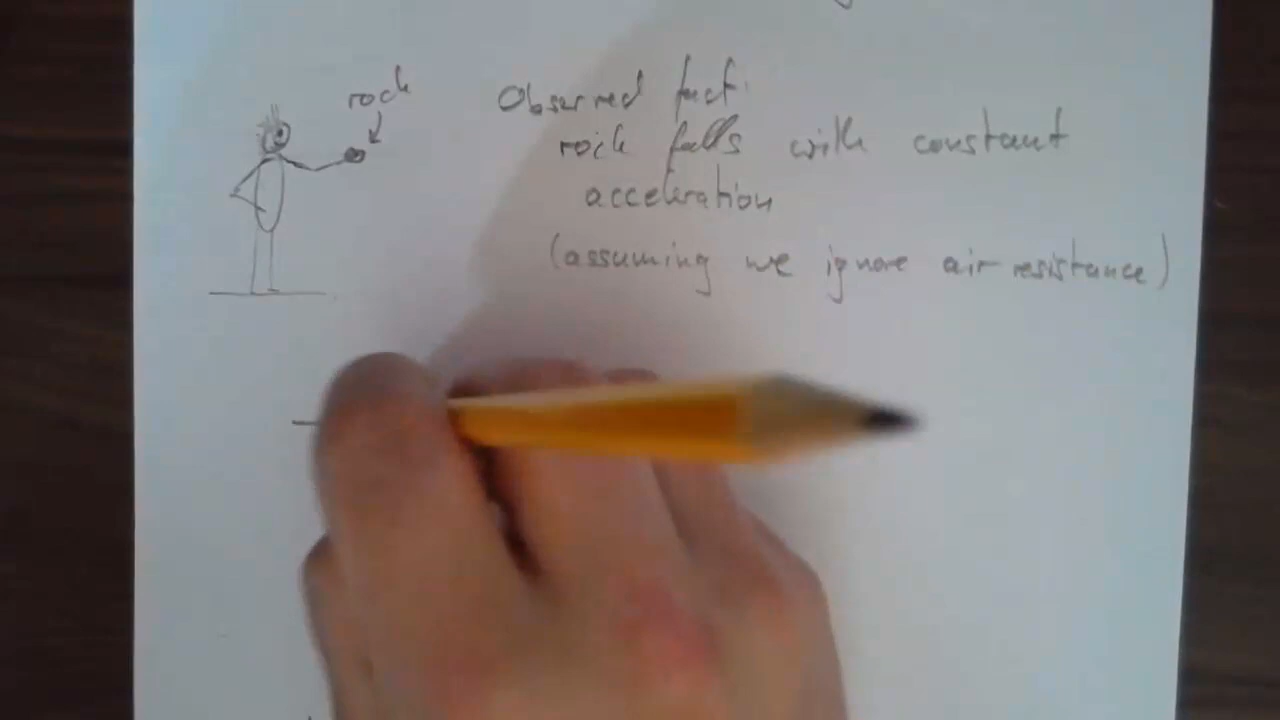 rock
Observed fact:
rock falls with constant
acceleration
(assuming we ignore air resistance)